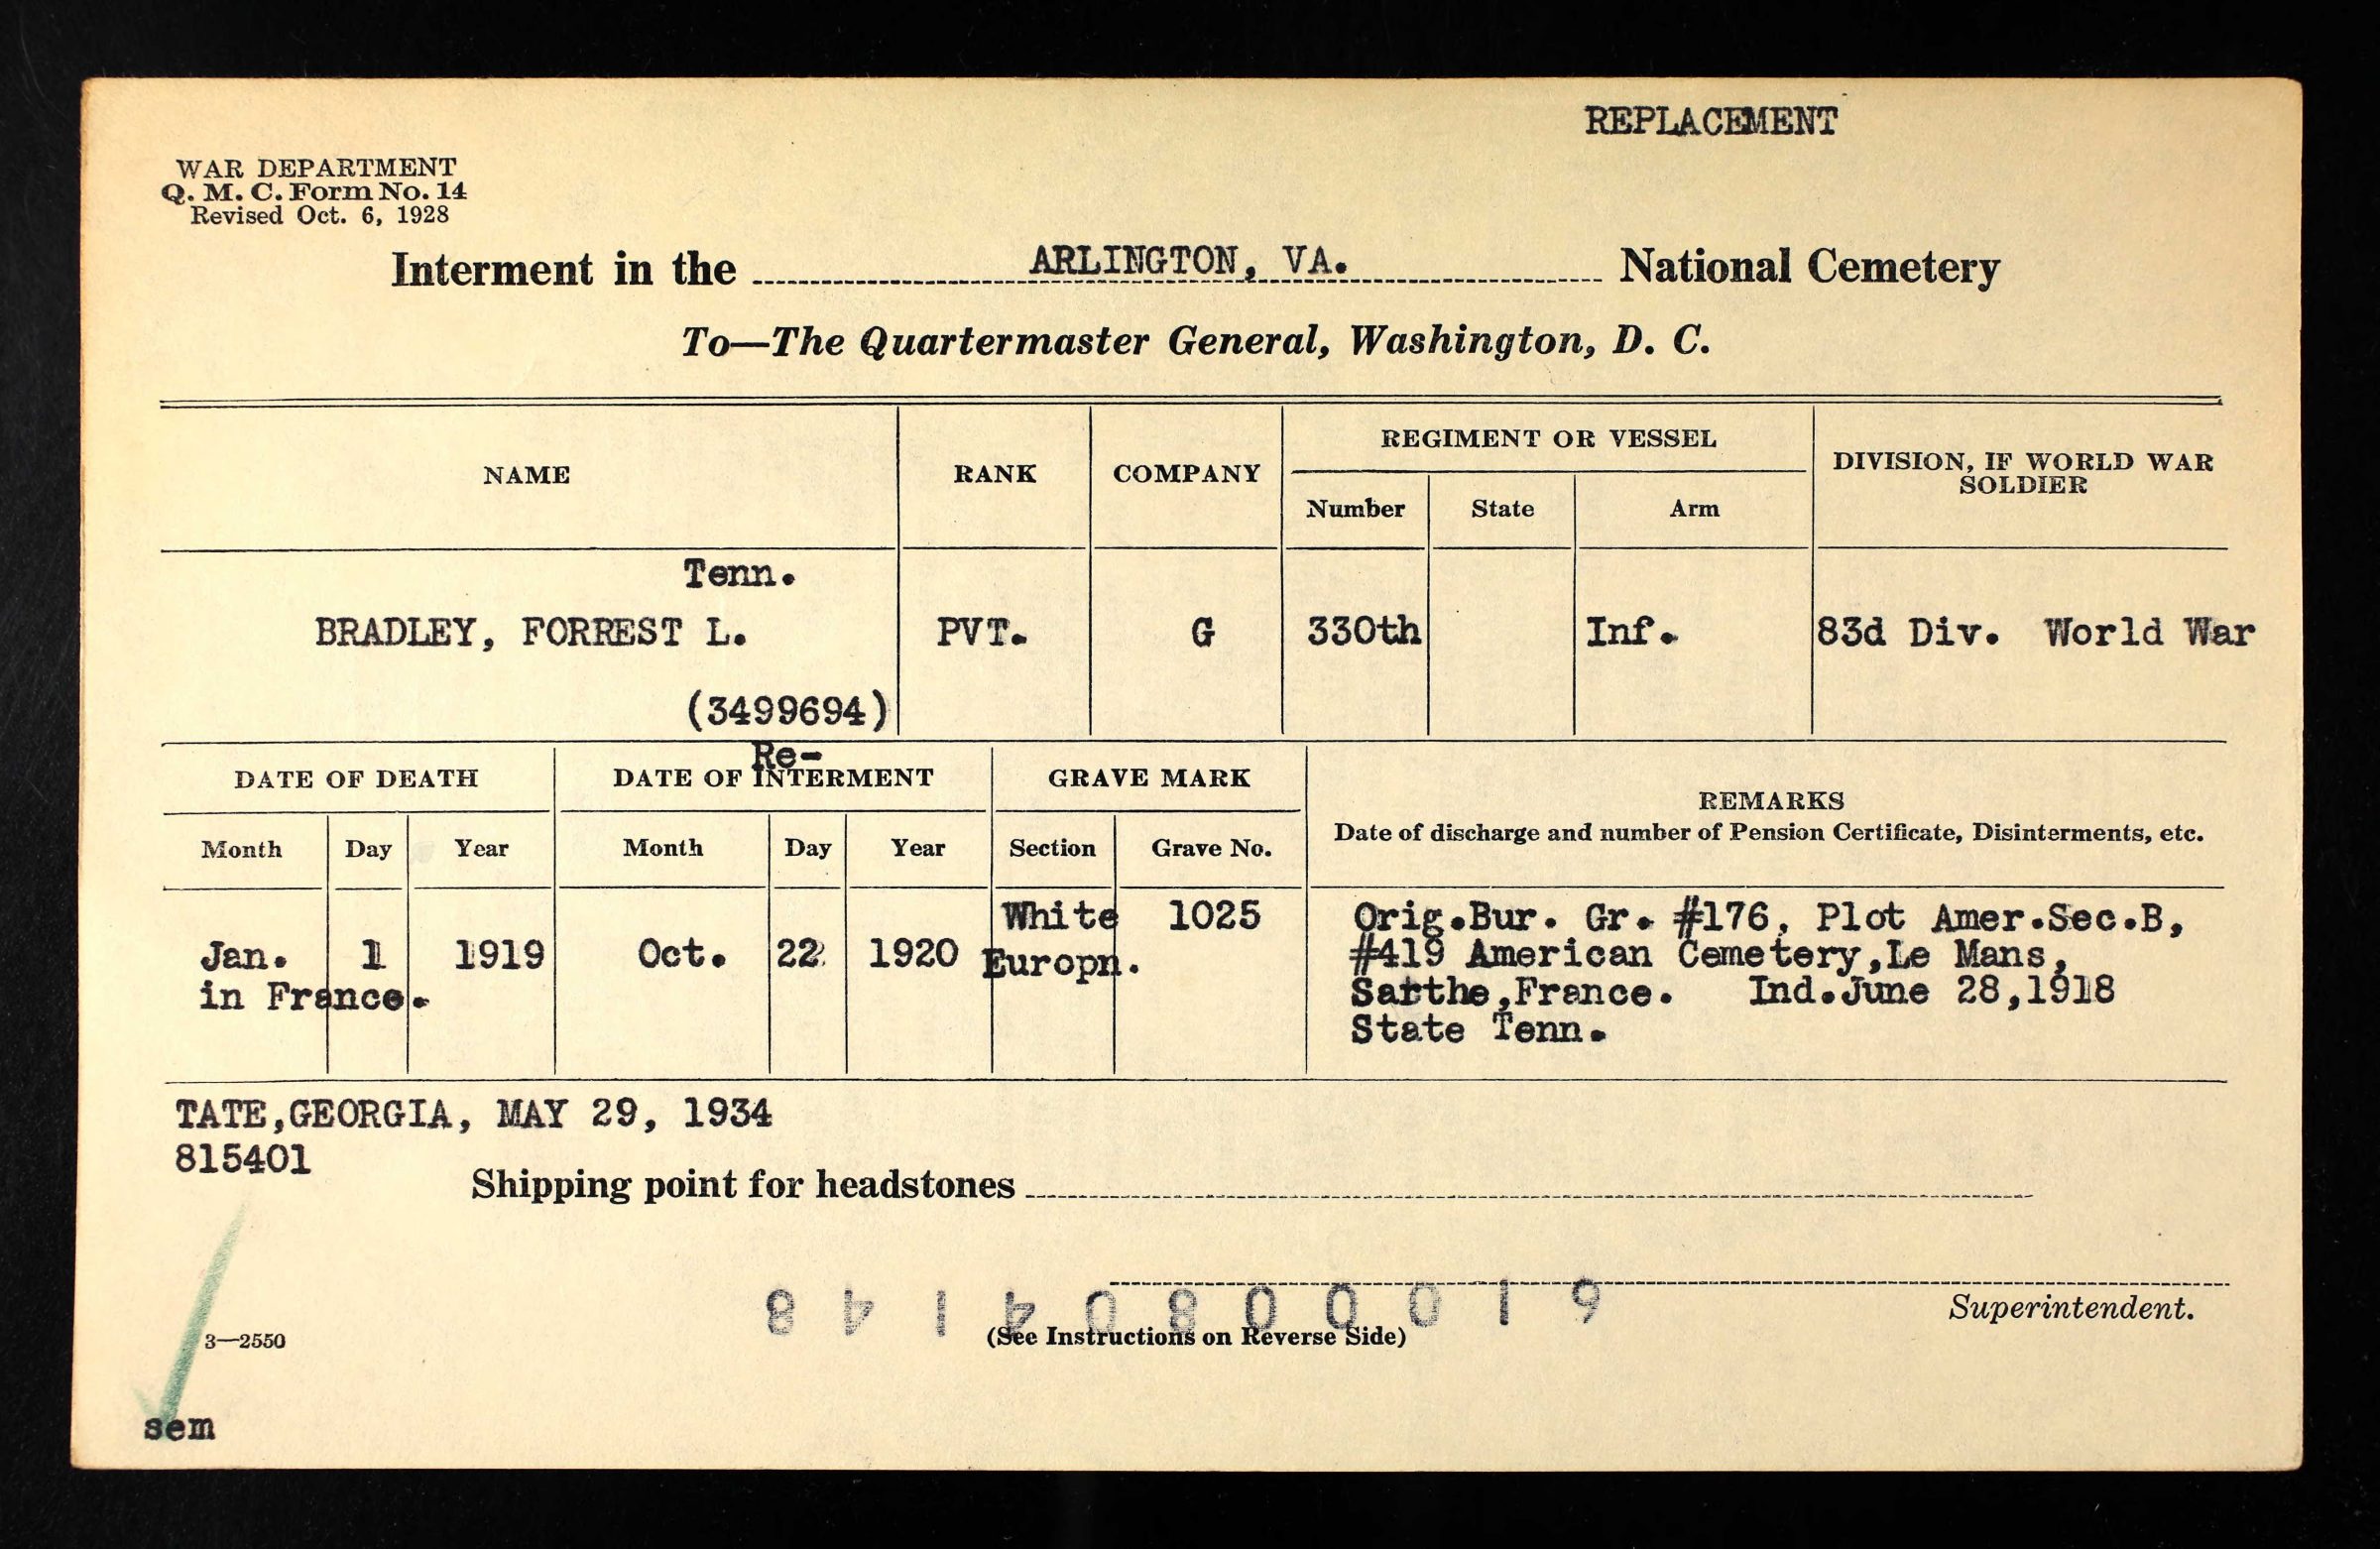 REPLACEMENT
WAR DEPARTMENT
Q. M. C. Form No. 14
Revised Oct. 6, 1928
Interment in the ARLINGTON, VA. National Cemetery
To—The Quartermaster General, Washington, D. C.
NAME RANK COMPANY REGIMENT OR VESSEL DIVISION, IF WORLD WAR SOLDIER
Number State Arm
Tenn.
BRADLEY, FORREST L. PVT. G 330th Inf. 83d Div. World War
(3499694)
Re-
DATE OF DEATH DATE OF INTERMENT GRAVE MARK REMARKS
Date of discharge and number of Pension Certificate, Disinterments, etc.
Month Day Year Month Day Year Section Grave No.
White 1025 Orig.Bur. Gr. #176, Plot Amer.Sec.B,
Jan. 1 1919 Oct. 22 1920 Europn. #419 American Cemetery,Le Mans,
in France. Sarthe,France. Ind.June 28,1918
State Tenn.
TATE,GEORGIA, MAY 29, 1934
815401
Shipping point for headstones
61000804148
Superintendent.
(See Instructions on Reverse Side)
3—2550
sem